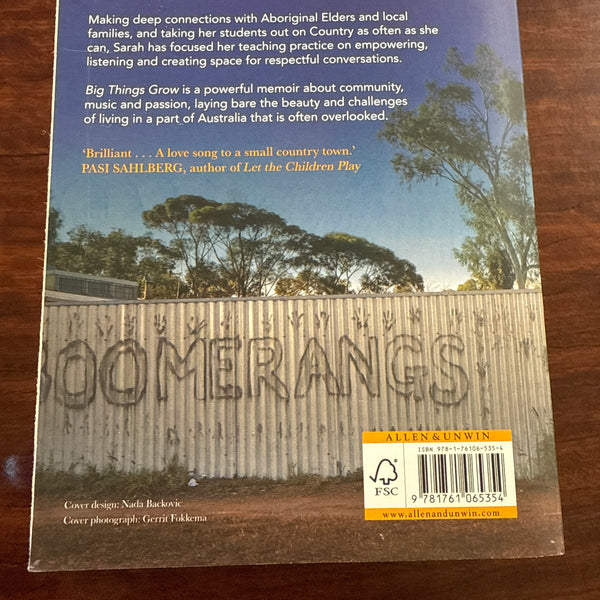 Making deep connections with Aboriginal Elders and local
families, and taking her students out on Country as often as she
can, Sarah has focused her teaching practice on empowering,
listening and creating space for respectful conversations.
Big Things Grow is a powerful memoir about community,
music and passion, laying bare the beauty and challenges
of living in a part of Australia that is often overlooked.
‘Brilliant . . . A love song to a small country town.’
PASI SAHLBERG, author of Let the Children Play
BOOMERANGS
ALLEN & UNWIN
ISBN 978-1-76106-535-4
FSC
9 781761 065354
www.allenandunwin.com
Cover design: Nada Backovic
Cover photograph: Gerrit Fokkema